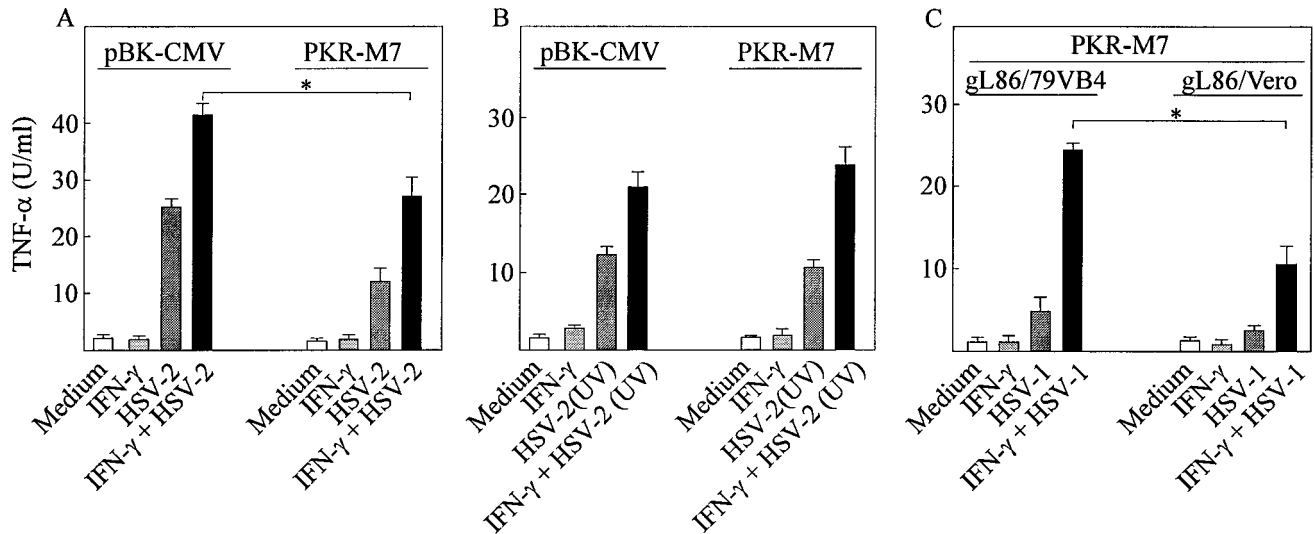 A
pBK-CMV PKR-M7
*
TNF-α (U/ml)
40
30
20
10
Medium
IFN-γ
HSV-2
IFN-γ + HSV-2
Medium
IFN-γ
HSV-2
IFN-γ + HSV-2
B
pBK-CMV PKR-M7
30
20
10
Medium
IFN-γ
HSV-2(UV)
IFN-γ + HSV-2 (UV)
Medium
IFN-γ
HSV-2(UV)
IFN-γ + HSV-2 (UV)
C
PKR-M7
gL86/79VB4 gL86/Vero
*
30
20
10
Medium
IFN-γ
HSV-1
IFN-γ + HSV-1
Medium
IFN-γ
HSV-1
IFN-γ + HSV-1